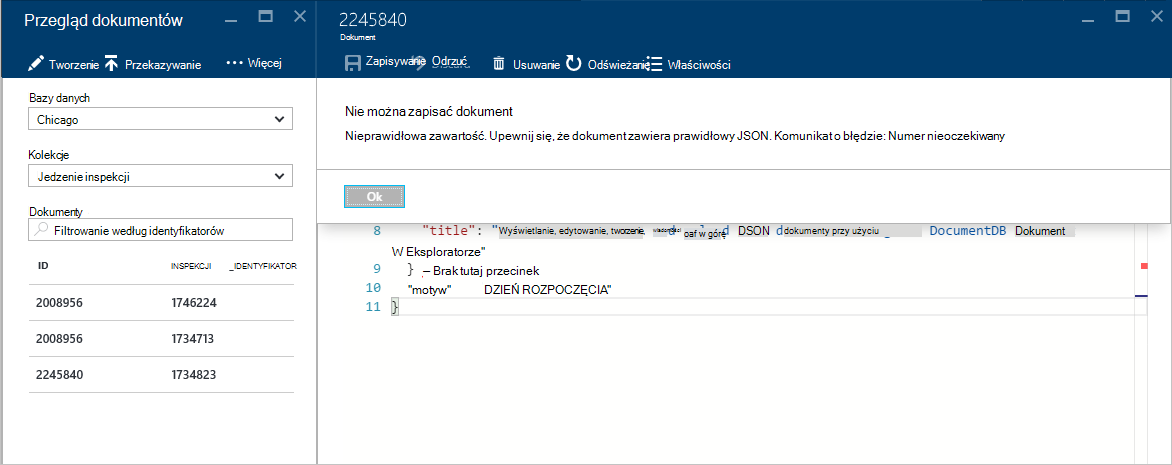 Przegląd dokumentów
Tworzenie Przekazywanie ••• Więcej
Bazy danych
Chicago
Kolekcje
Jedzenie inspekcji
Dokumenty
Filtrowanie według identyfikatorów
ID INSPEKCJI _IDENTYFIKATOR
2008956 1746224
2008956 1734713
2245840 1734823
2245840
Dokument
Zapisywanie Odrzuć Usuwanie Odświeżanie Właściwości
Nie można zapisać dokument
Nieprawidłowa zawartość. Upewnij się, że dokument zawiera prawidłowy JSON. Komunikat o błędzie: Numer nieoczekiwany
Ok
8 "title": "Wyświetlanie, edytowanie, tworzenie, oaf w górę d DSON dokumenty przy użyciu DocumentDB Dokument
W Eksploratorze"
9 } – Brak tutaj przecinek
10 "motyw" DZIEŃ ROZPOCZĘCIA"
11 }